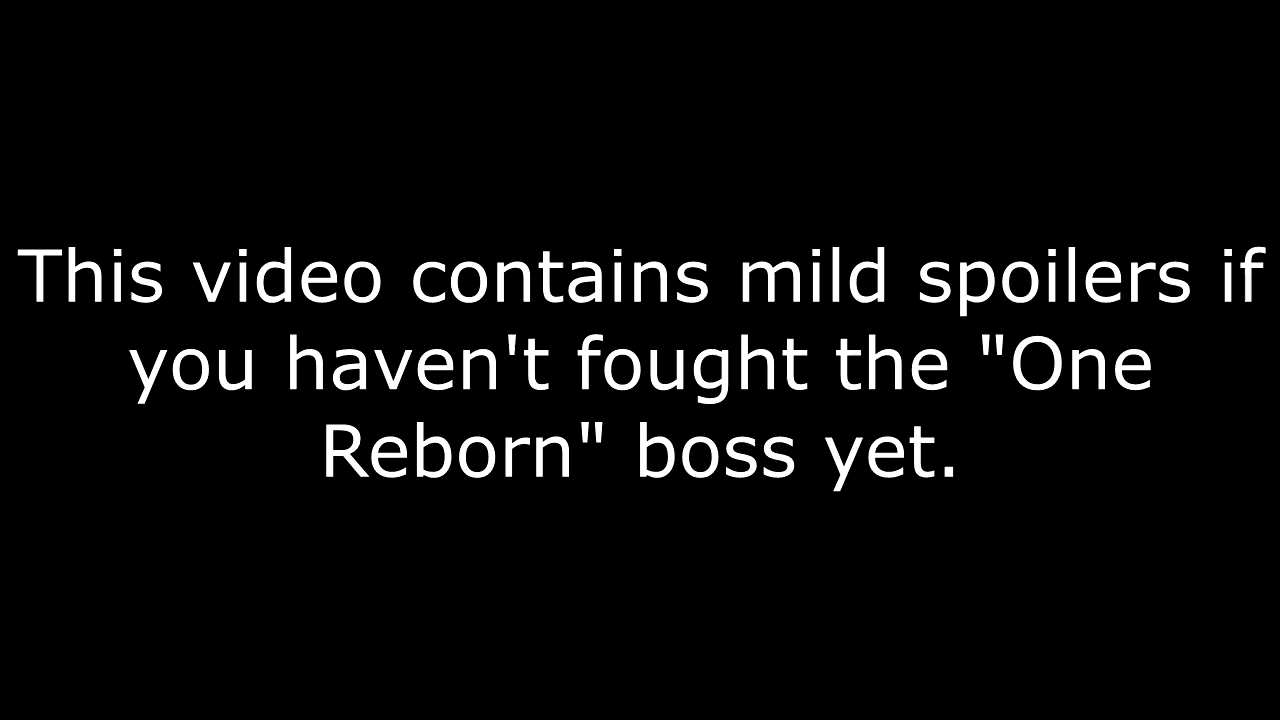 This video contains mild spoilers if
you haven't fought the "One
Reborn" boss yet.